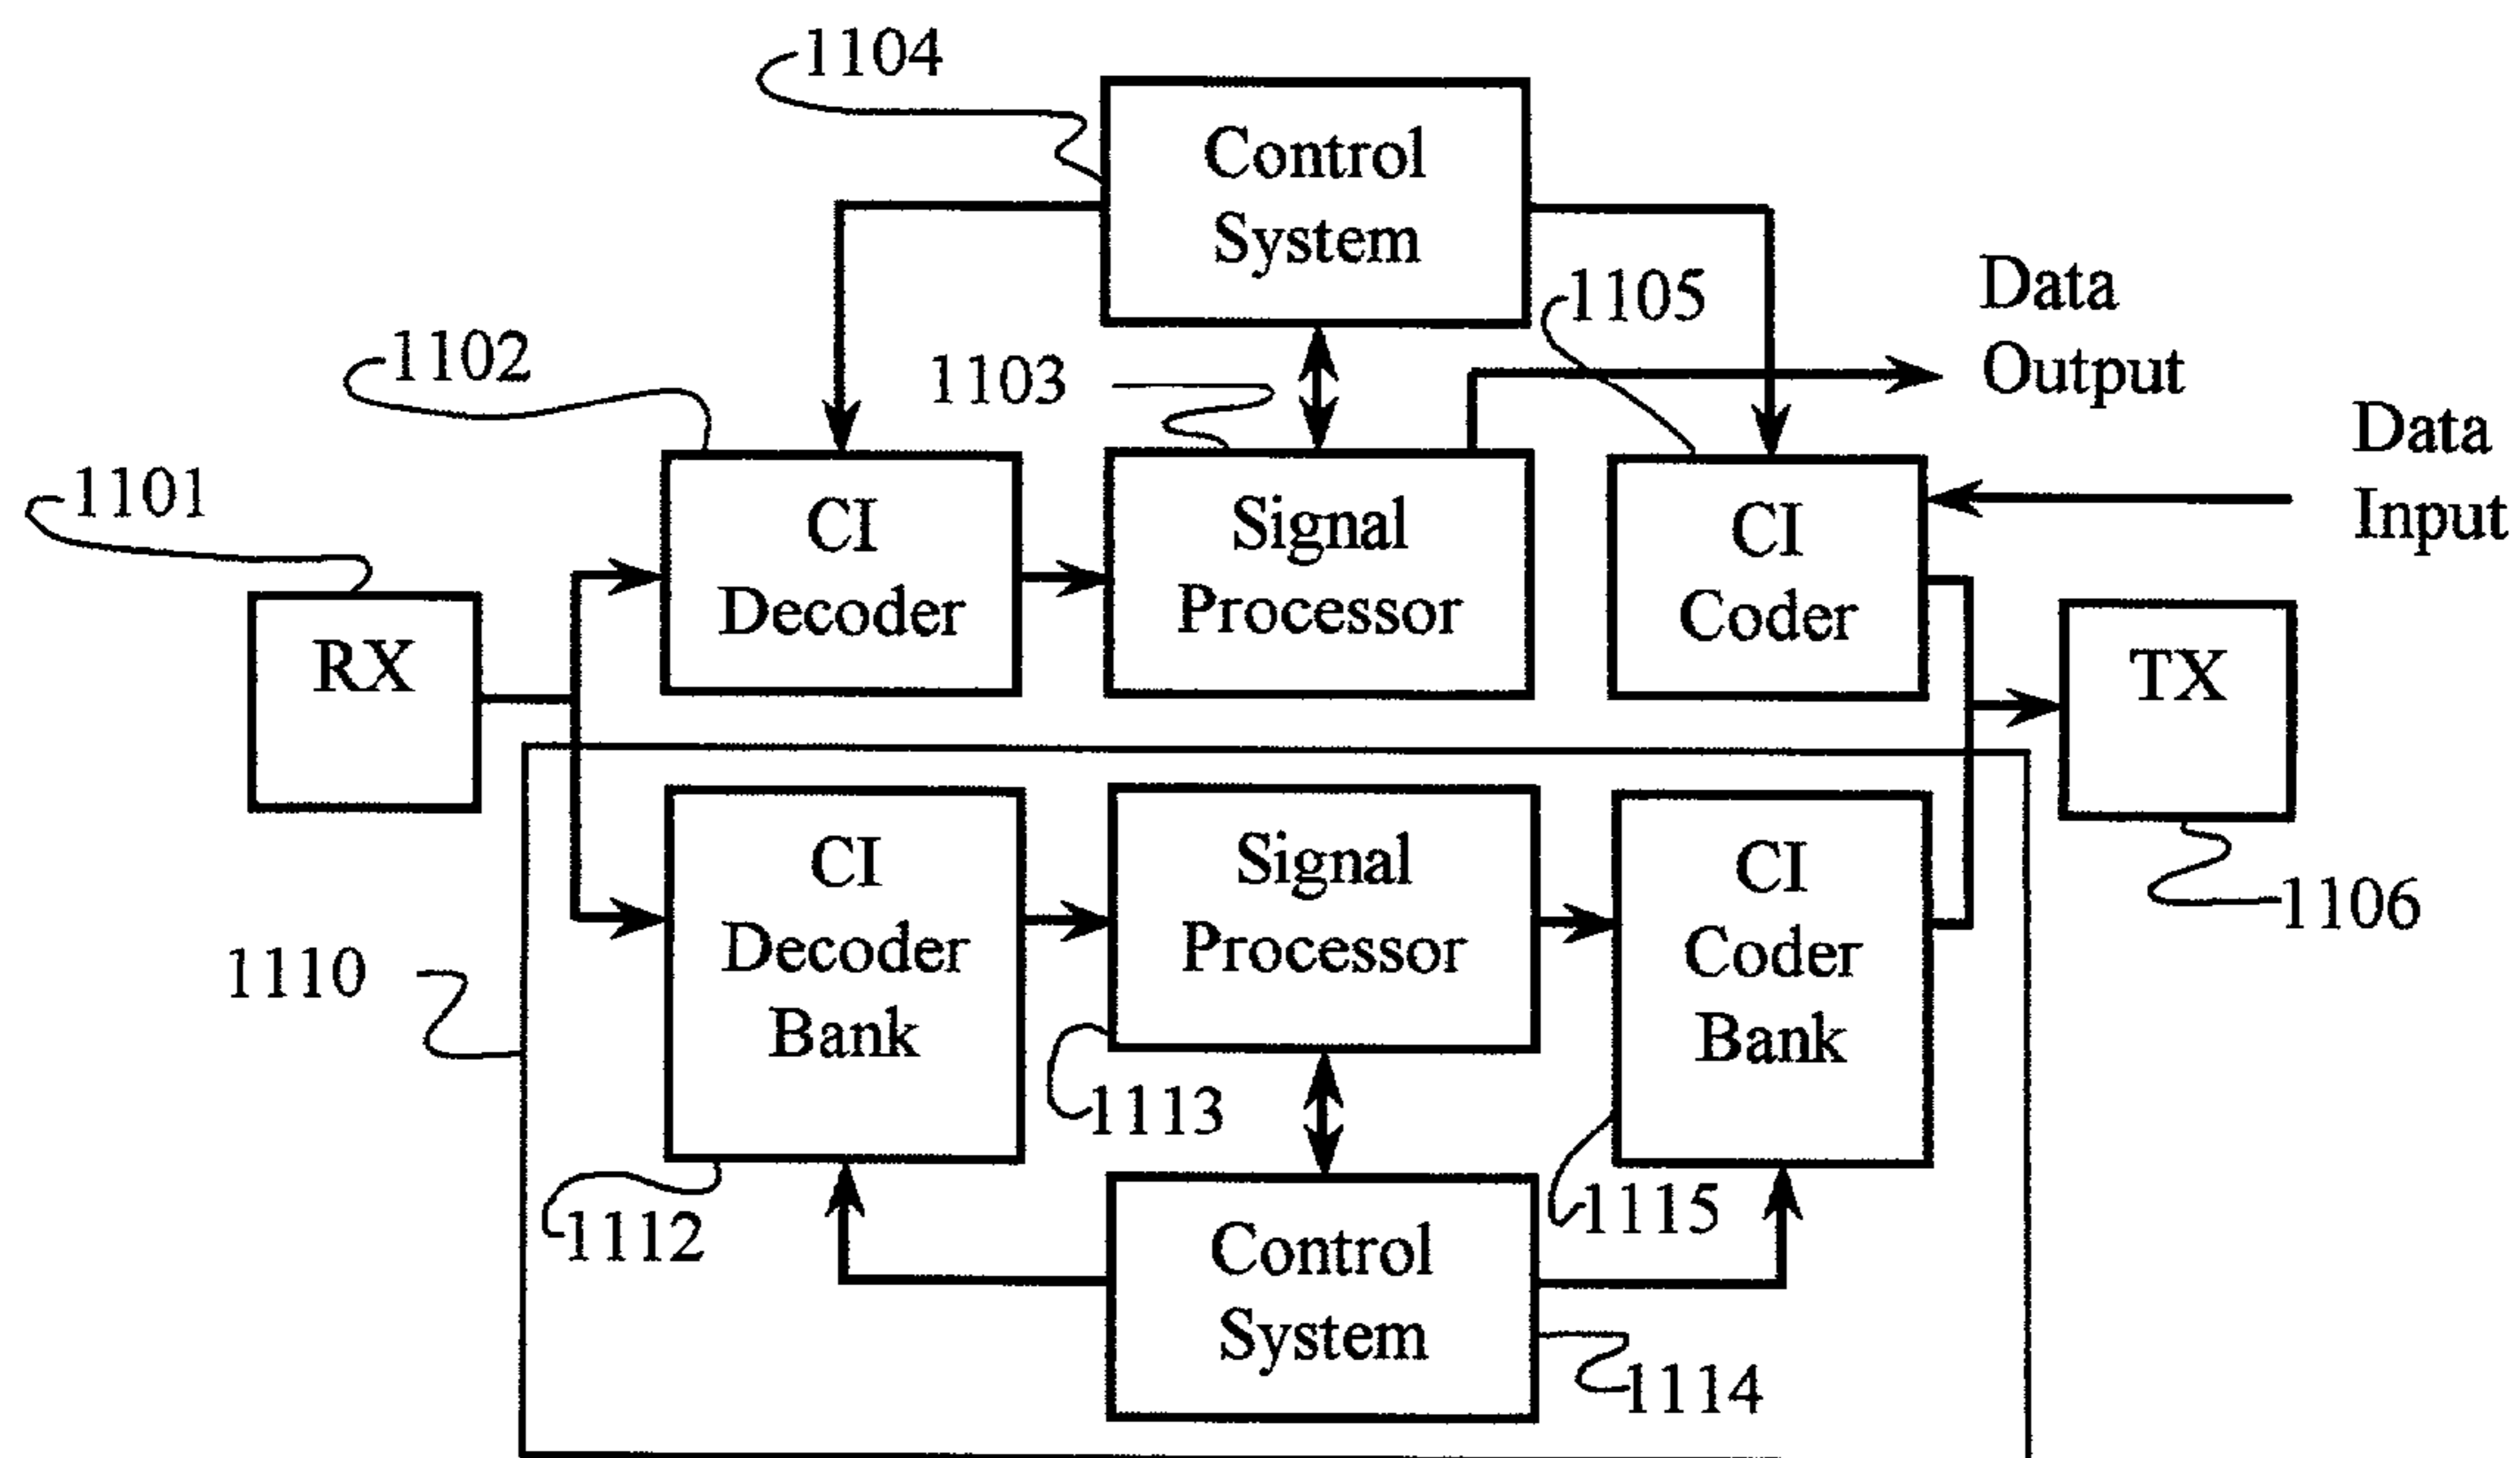 1104
Control
System
1105
Data
Output
1102
1103
Data
Input
1101
CI
Decoder
Signal
Processor
CI
Coder
RX
TX
CI
Decoder
Bank
Signal
Processor
CI
Coder
Bank
1106
1110
1113
1112
1115
Control
System
1114